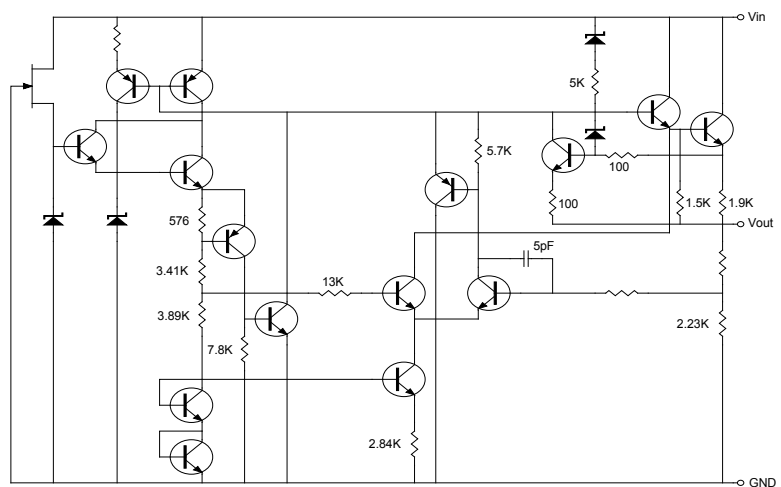 Vin
5K
5.7K
100
100
1.5K
1.9K
576
Vout
5pF
3.41K
13K
3.89K
2.23K
7.8K
2.84K
GND